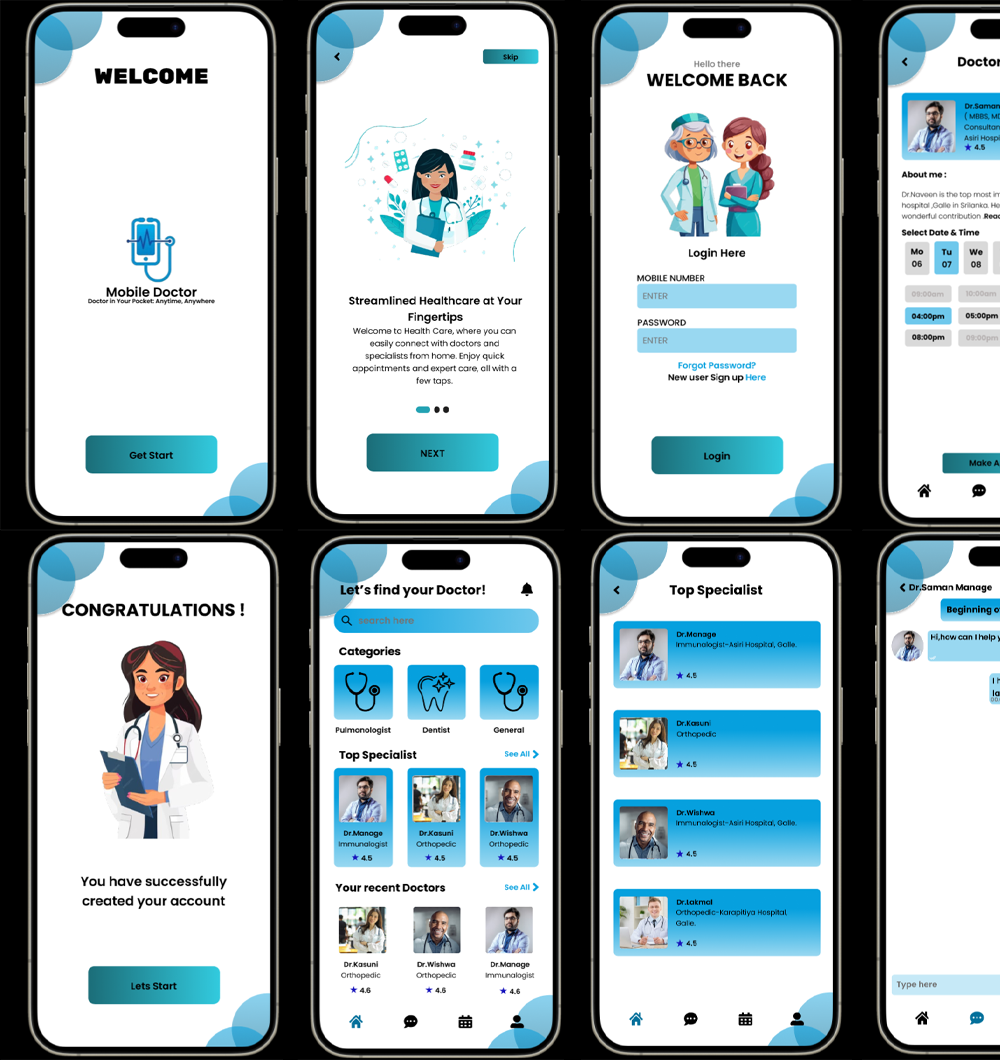 WELCOME
Mobile Doctor
Doctor in Your Pocket: Anytime, Anywhere
Get Start
Skip
Streamlined Healthcare at Your
Fingertips
Welcome to Health Care, where you can
easily connect with doctors and
specialists from home. Enjoy quick
appointments and expert care, all with a
few taps.
NEXT
Hello there
WELCOME BACK
Login Here
MOBILE NUMBER
ENTER
PASSWORD
ENTER
Forgot Password?
New user Sign up Here
Login
Doctor
Dr.Saman
( MBBS, MD
Consultan
Asiri Hospi
4.5
About me :
Dr.Naveen is the top most im
hospital ,Galle in Srilanka. He
wonderful contribution .Read
Select Date & Time
Mo Tu We
06 07 08
09:00am 10:00am
04:00pm 05:00pm
08:00pm 09:00pm
Make A
CONGRATULATIONS !
You have successfully
created your account
Lets Start
Let's find your Doctor!
search here
Categories
Pulmonologist Dentist General
Top Specialist See All
Dr.Manage Dr.Kasuni Dr.Wishwa
Immunalogist Orthopedic Orthopedic
4.5 4.5 4.5
Your recent Doctors See All
Dr.Kasuni Dr.Wishwa Dr.Manage
Orthopedic Orthopedic Immunalogist
4.6 4.6 4.6
Top Specialist
Dr.Manage
Immunalogist-Asiri Hospital, Galle.
4.5
Dr.Kasuni
Orthopedic
4.5
Dr.Wishwa
Immunalogist-Asiri Hospital, Galle.
4.5
Dr.Lakmal
Orthopedic-Karapitiya Hospital,
Galle.
4.5
Dr.Saman Manage
Beginning o
Hi,how can I help y
I h
la
Type here